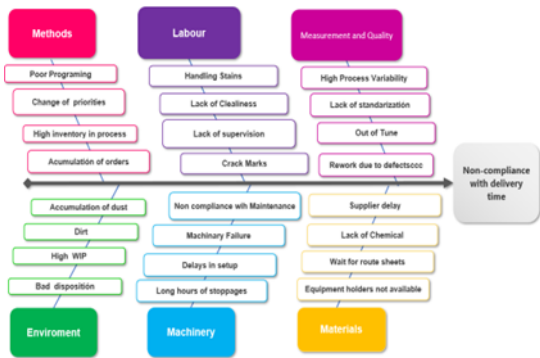 Methods
Labour
Measurement and Quality
Poor Programing
Change of priorities
High inventory in process
Acumulation of orders
Handling Stains
Lack of Clealiness
Lack of supervision
Crack Marks
High Process Variability
Lack of standarization
Out of Tune
Rework due to defectsccc
Non-compliance
with delivery
time
Accumulation of dust
Dirt
High WIP
Bad disposition
Non compliance wih Maintenance
Machinary Failure
Delays in setup
Long hours of stoppages
Supplier delay
Lack of Chemical
Wait for route sheets
Equipment holders not available
Enviroment
Machinery
Materials